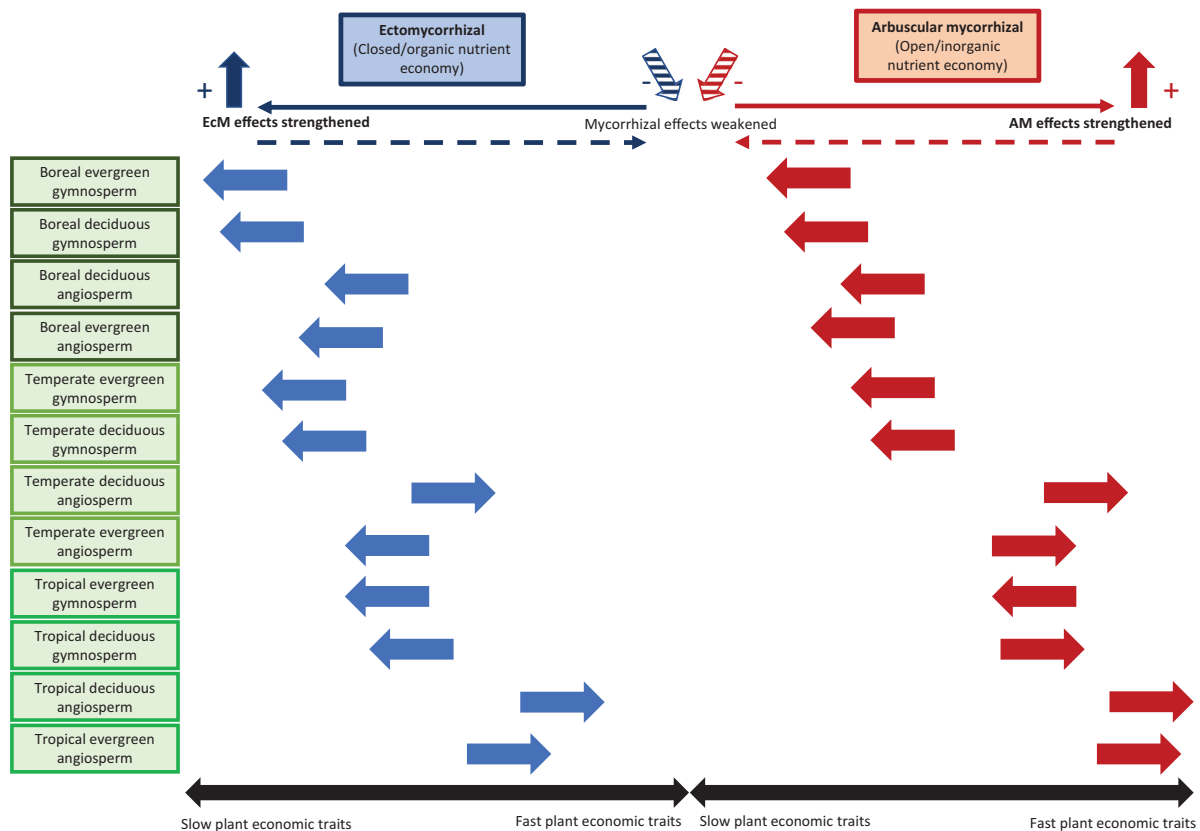 Ectomycorrhizal
(Closed/organic nutrient
economy)
Arbuscular mycorrhizal
(Open/inorganic
nutrient economy)
+
-
-
+
EcM effects strengthened
Mycorrhizal effects weakened
AM effects strengthened
Boreal evergreen
gymnosperm
Boreal deciduous
gymnosperm
Boreal deciduous
angiosperm
Boreal evergreen
angiosperm
Temperate evergreen
gymnosperm
Temperate deciduous
gymnosperm
Temperate deciduous
angiosperm
Temperate evergreen
angiosperm
Tropical evergreen
gymnosperm
Tropical deciduous
gymnosperm
Tropical deciduous
angiosperm
Tropical evergreen
angiosperm
Slow plant economic traits
Fast plant economic traits
Slow plant economic traits
Fast plant economic traits